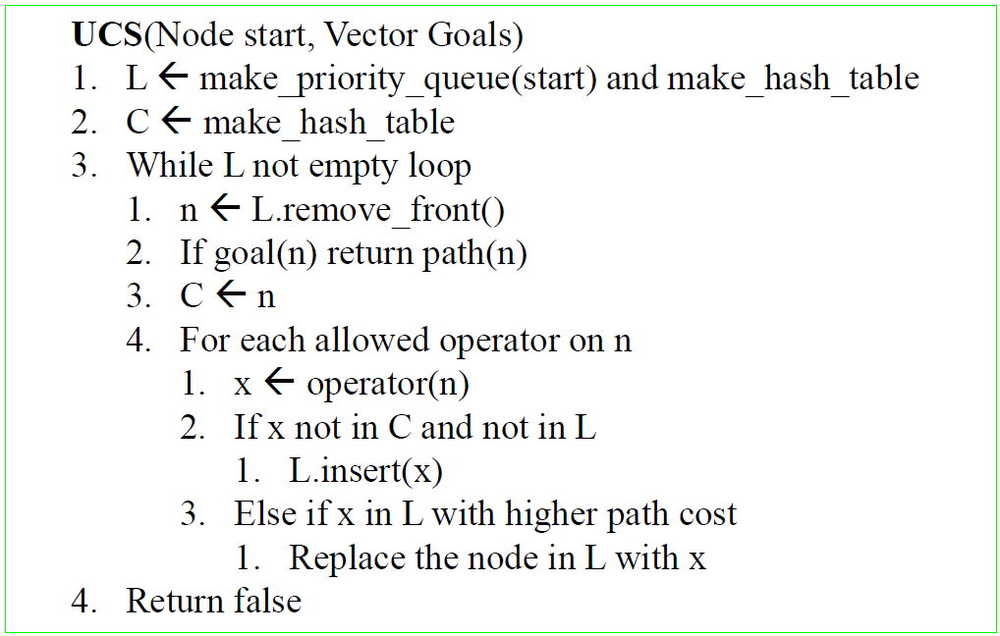 UCS(Node start, Vector Goals)
1. L ← make_priority_queue(start) and make_hash_table
2. C ← make_hash_table
3. While L not empty loop
1. n ← L.remove_front()
2. If goal(n) return path(n)
3. C ← n
4. For each allowed operator on n
1. x ← operator(n)
2. If x not in C and not in L
1. L.insert(x)
3. Else if x in L with higher path cost
1. Replace the node in L with x
4. Return false